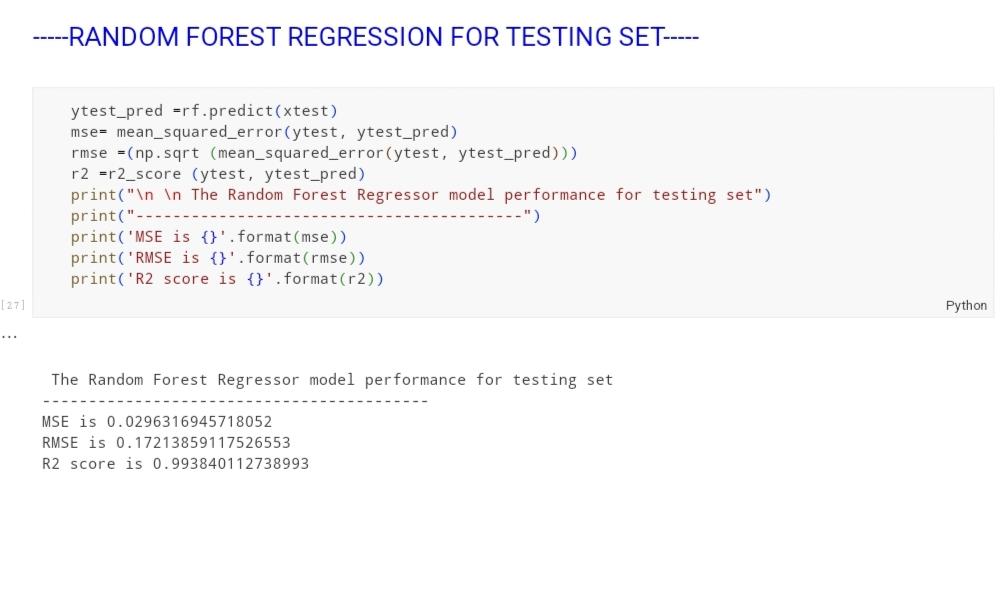 -----RANDOM FOREST REGRESSION FOR TESTING SET-----
ytest_pred =rf.predict(xtest)
mse= mean_squared_error(ytest, ytest_pred)
rmse =(np.sqrt (mean_squared_error(ytest, ytest_pred)))
r2 =r2_score (ytest, ytest_pred)
print("\n \n The Random Forest Regressor model performance for testing set")
print("------------------------------------------")
print('MSE is {}'.format(mse))
print('RMSE is {}'.format(rmse))
print('R2 score is {}'.format(r2))
[27]
Python
...
The Random Forest Regressor model performance for testing set
------------------------------------------
MSE is 0.0296316945718052
RMSE is 0.17213859117526553
R2 score is 0.993840112738993